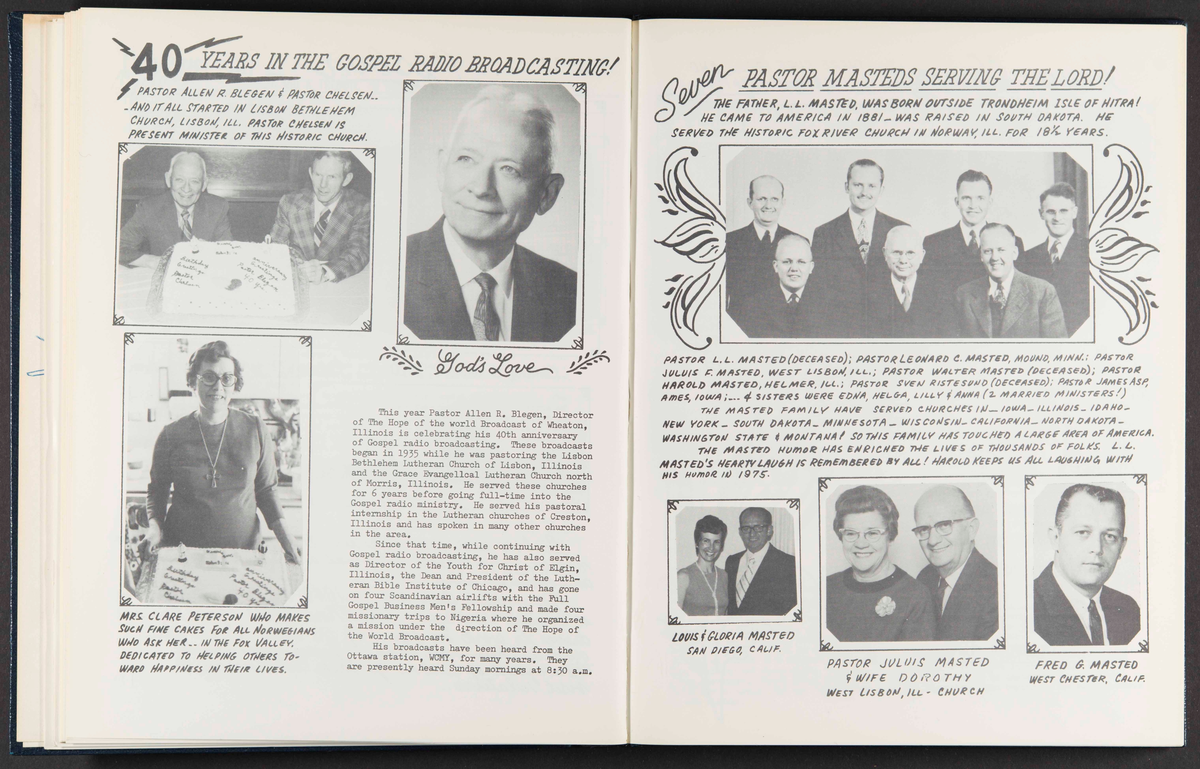 40 YEARS IN THE GOSPEL RADIO BROADCASTING!
PASTOR ALLEN R. BLEGEN & PASTOR CHELSEN..
_AND IT ALL STARTED IN LISBON BETHLEHEM
CHURCH, LISBON, ILL. PASTOR CHELSEN IS
PRESENT MINISTER OF THIS HISTORIC CHURCH.
God's Love
This year Pastor Allen R. Blegen, Director
of The Hope of the world Broadcast of Wheaton,
Illinois is celebrating his 40th anniversary
of Gospel radio broadcasting. These broadcasts
began in 1935 while he was pastoring the Lisbon
Bethlehem Lutheran Church of Lisbon, Illinois
and the Grace Evangelical Lutheran Church north
of Morris, Illinois. He served these churches
for 6 years before going full-time into the
Gospel radio ministry. He served his pastoral
internship in the Lutheran churches of Creston,
Illinois and has spoken in many other churches
in the area.
Since that time, while continuing with
Gospel radio broadcasting, he has also served
as Director of the Youth for Christ of Elgin,
Illinois, the Dean and President of the Luth-
eran Bible Institute of Chicago, and has gone
on four Scandinavian airlifts with the Full
Gospel Business Men's Fellowship and made four
missionary trips to Nigeria where he organized
a mission under the direction of The Hope of
the World Broadcast.
His broadcasts have been heard from the
Ottawa station, WCMY, for many years. They
are presently heard Sunday mornings at 8:30 a.m.
MRS CLARE PETERSON WHO MAKES
SUCH FINE CAKES FOR ALL NORWEGIANS
WHO ASK HER.. IN THE FOX VALLEY.
DEDICATED TO HELPING OTHERS TO-
WARD HAPPINESS IN THEIR LIVES.
Seven PASTOR MASTEDS SERVING THE LORD!
THE FATHER, L.L. MASTED, WAS BORN OUTSIDE TRONDHEIM ISLE OF HITRA!
HE CAME TO AMERICA IN 1881_ WAS RAISED IN SOUTH DAKOTA. HE
SERVED THE HISTORIC FOX RIVER CHURCH IN NORWAY, ILL. FOR 18½ YEARS.
PASTOR L.L. MASTED (DECEASED); PASTOR LEONARD C. MASTED, MOUND, MINN.; PASTOR
JULUIS F. MASTED, WEST LISBON, ILL.; PASTOR WALTER MASTED (DECEASED); PASTOR
HAROLD MASTED, HELMER, ILL.; PASTOR SVEN RISTESUND (DECEASED); PASTOR JAMES ASP,
AMES, IOWA;_.. 4 SISTERS WERE EDNA, HELGA, LILLY & ANNA (2 MARRIED MINISTERS!)
THE MASTED FAMILY HAVE SERVED CHURCHES IN_ IOWA_ ILLINOIS_ IDAHO_
NEW YORK _ SOUTH DAKOTA_ MINNESOTA _ WISCONSIN_ CALIFORNIA_ NORTH DAKOTA_
WASHINGTON STATE & MONTANA! SO THIS FAMILY HAS TOUCHED A LARGE AREA OF AMERICA.
THE MASTED HUMOR HAS ENRICHED THE LIVES OF THOUSANDS OF FOLKS. L.L.
MASTED'S HEARTY LAUGH IS REMEMBERED BY ALL! HAROLD KEEPS US ALL LAUGHING WITH
HIS HUMOR IN 1975.
LOUIS & GLORIA MASTED
SAN DIEGO, CALIF.
PASTOR JULUIS MASTED
& WIFE DOROTHY
WEST LISBON, ILL - CHURCH
FRED G. MASTED
WEST CHESTER, CALIF.